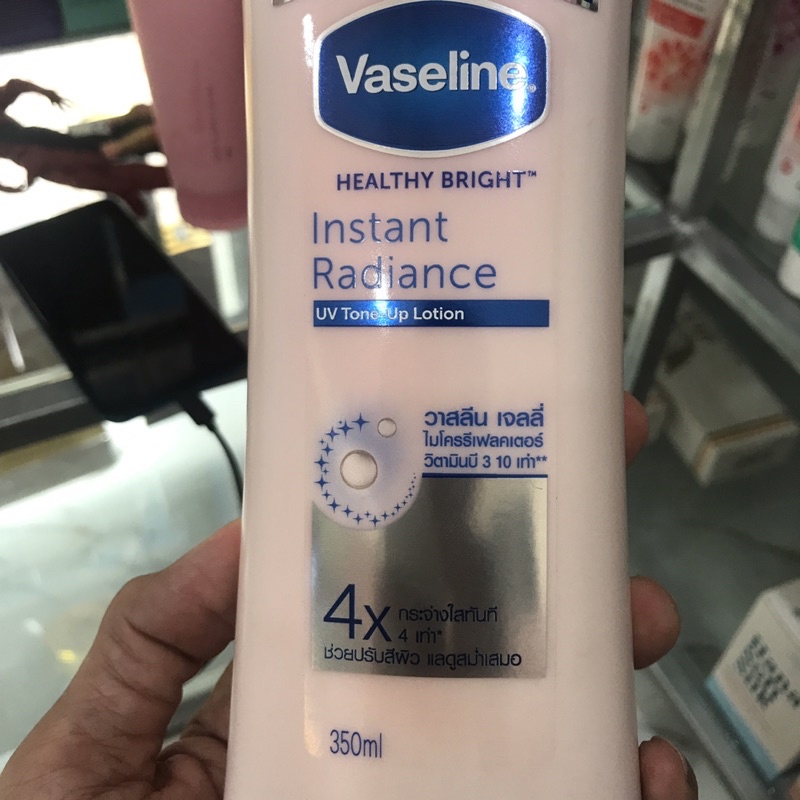 Vaseline.
HEALTHY BRIGHT™
Instant
Radiance
UV Tone-Up Lotion
วาสลีน เจลลี่
ไมโครรีเฟลคเตอร์
วิตามินบี 3 10 เท่า**
4x กระจ่างใสทันที
4 เท่า*
ช่วยปรับสีผิว แลดูสม่ำเสมอ
350ml